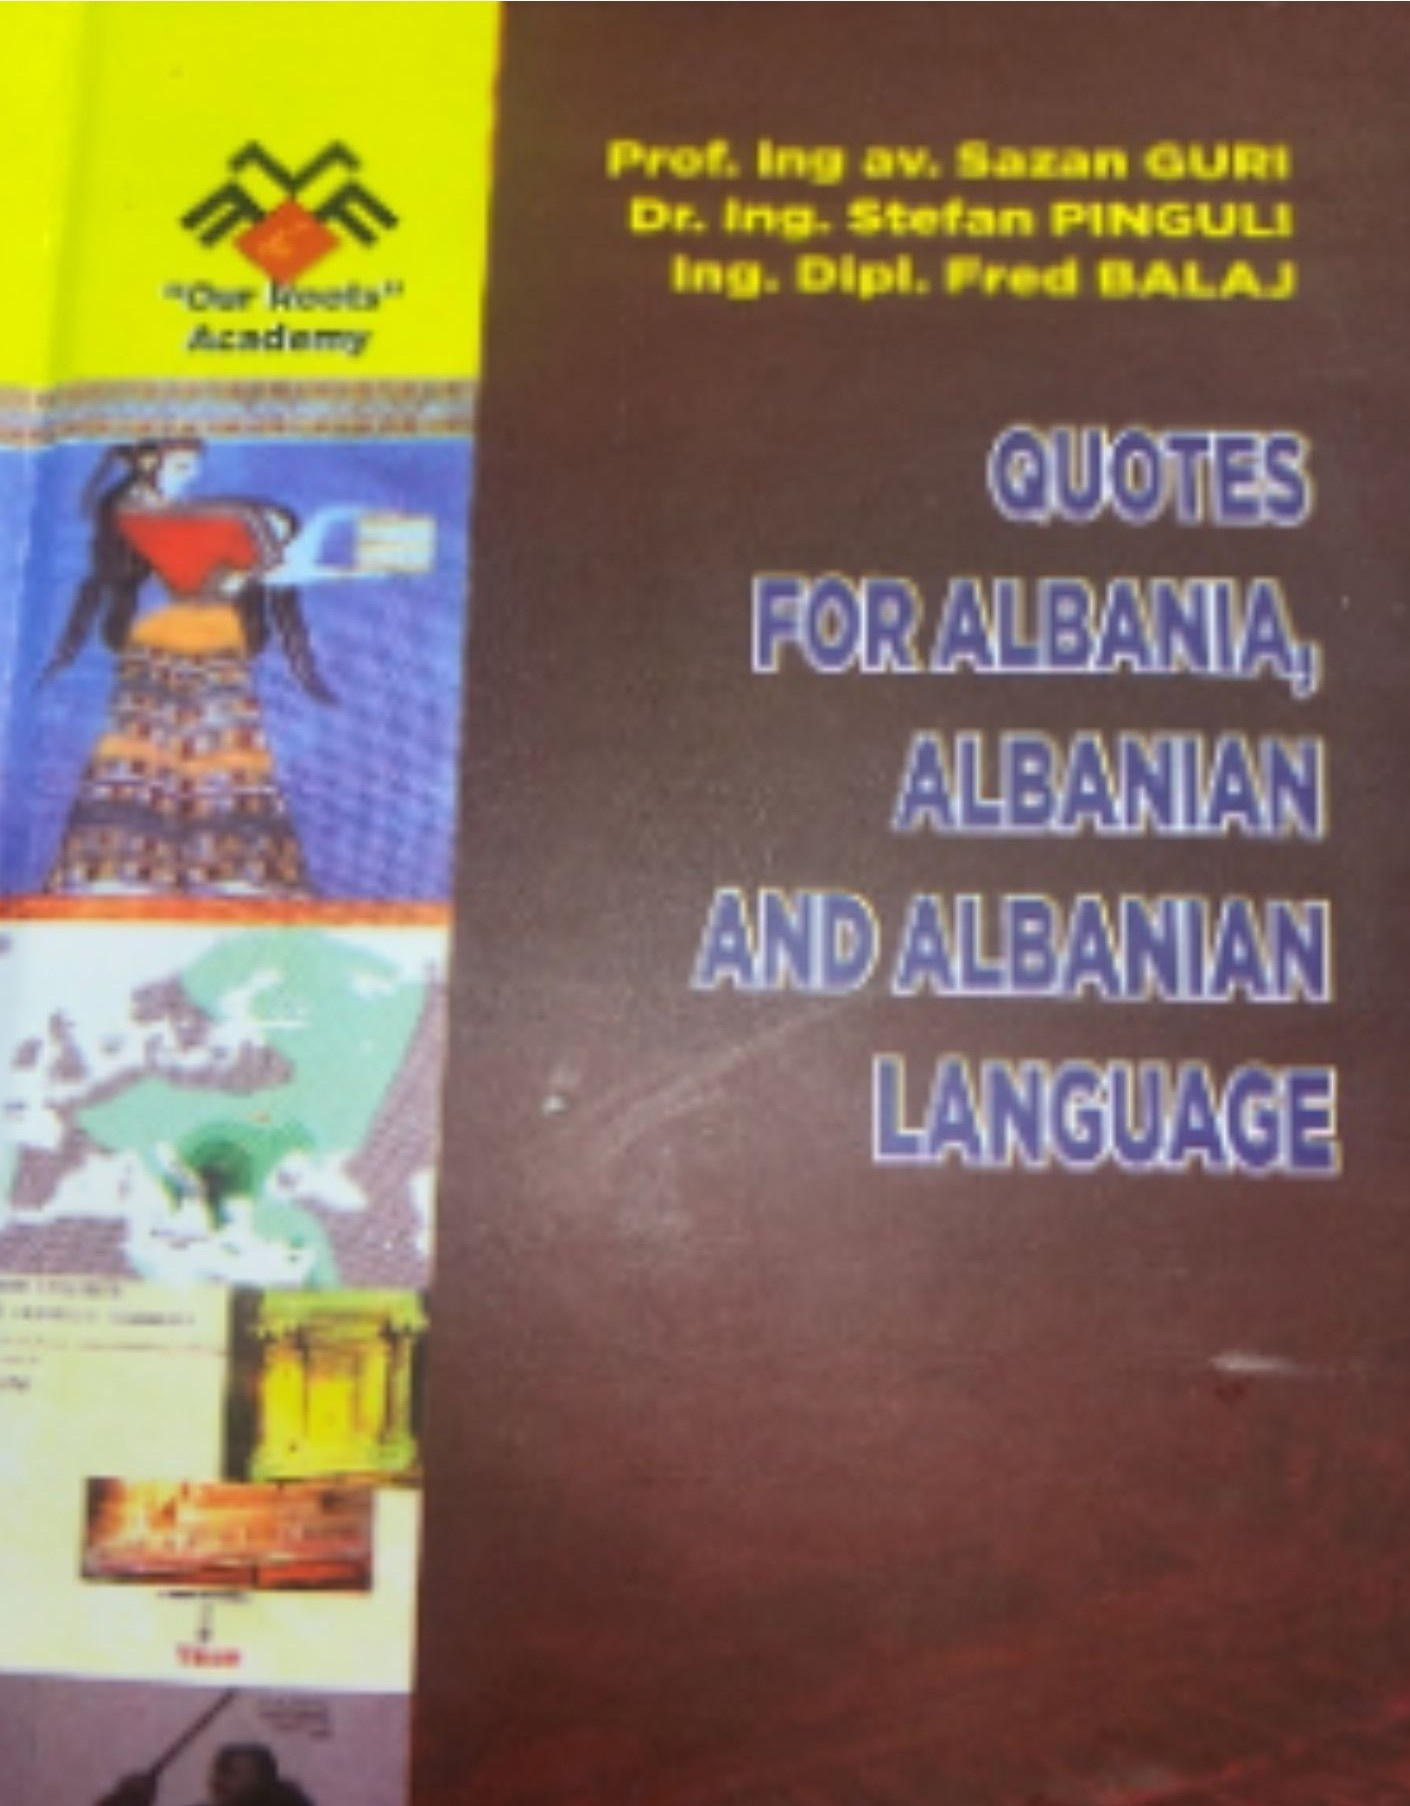 Prof. Ing av. Sazan GURI
Dr. Ing. Stefan PINGULI
Ing. Dipl. Fred BALAJ
"Our Roots"
Academy
QUOTES
FOR ALBANIA,
ALBANIAN
AND ALBANIAN
LANGUAGE